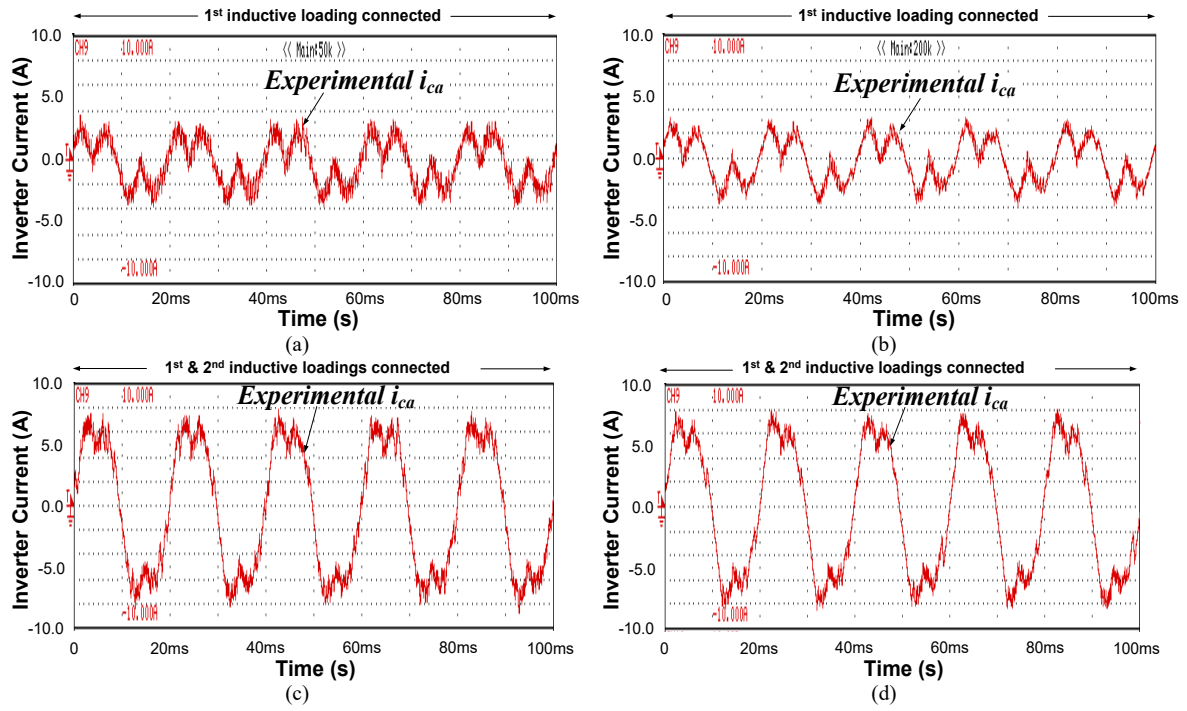 1st inductive loading connected
Inverter Current (A)
10.0
5.0
0.0
-5.0
-10.0
CH9 10.000A
<< Main:50k >>
Experimental ica
-10.000A
0 20ms 40ms 60ms 80ms 100ms
Time (s)
(a)
1st inductive loading connected
Inverter Current (A)
10.0
5.0
0.0
-5.0
-10.0
CH9 10.000A
<< Main:200k >>
Experimental ica
-10.000A
0 20ms 40ms 60ms 80ms 100ms
Time (s)
(b)
1st & 2nd inductive loadings connected
Inverter Current (A)
10.0
5.0
0.0
-5.0
-10.0
CH9 10.000A
Experimental ica
-10.000A
0 20ms 40ms 60ms 80ms 100ms
Time (s)
(c)
1st & 2nd inductive loadings connected
Inverter Current (A)
10.0
5.0
0.0
-5.0
-10.0
CH9 10.000A
Experimental ica
-10.000A
0 20ms 40ms 60ms 80ms 100ms
Time (s)
(d)